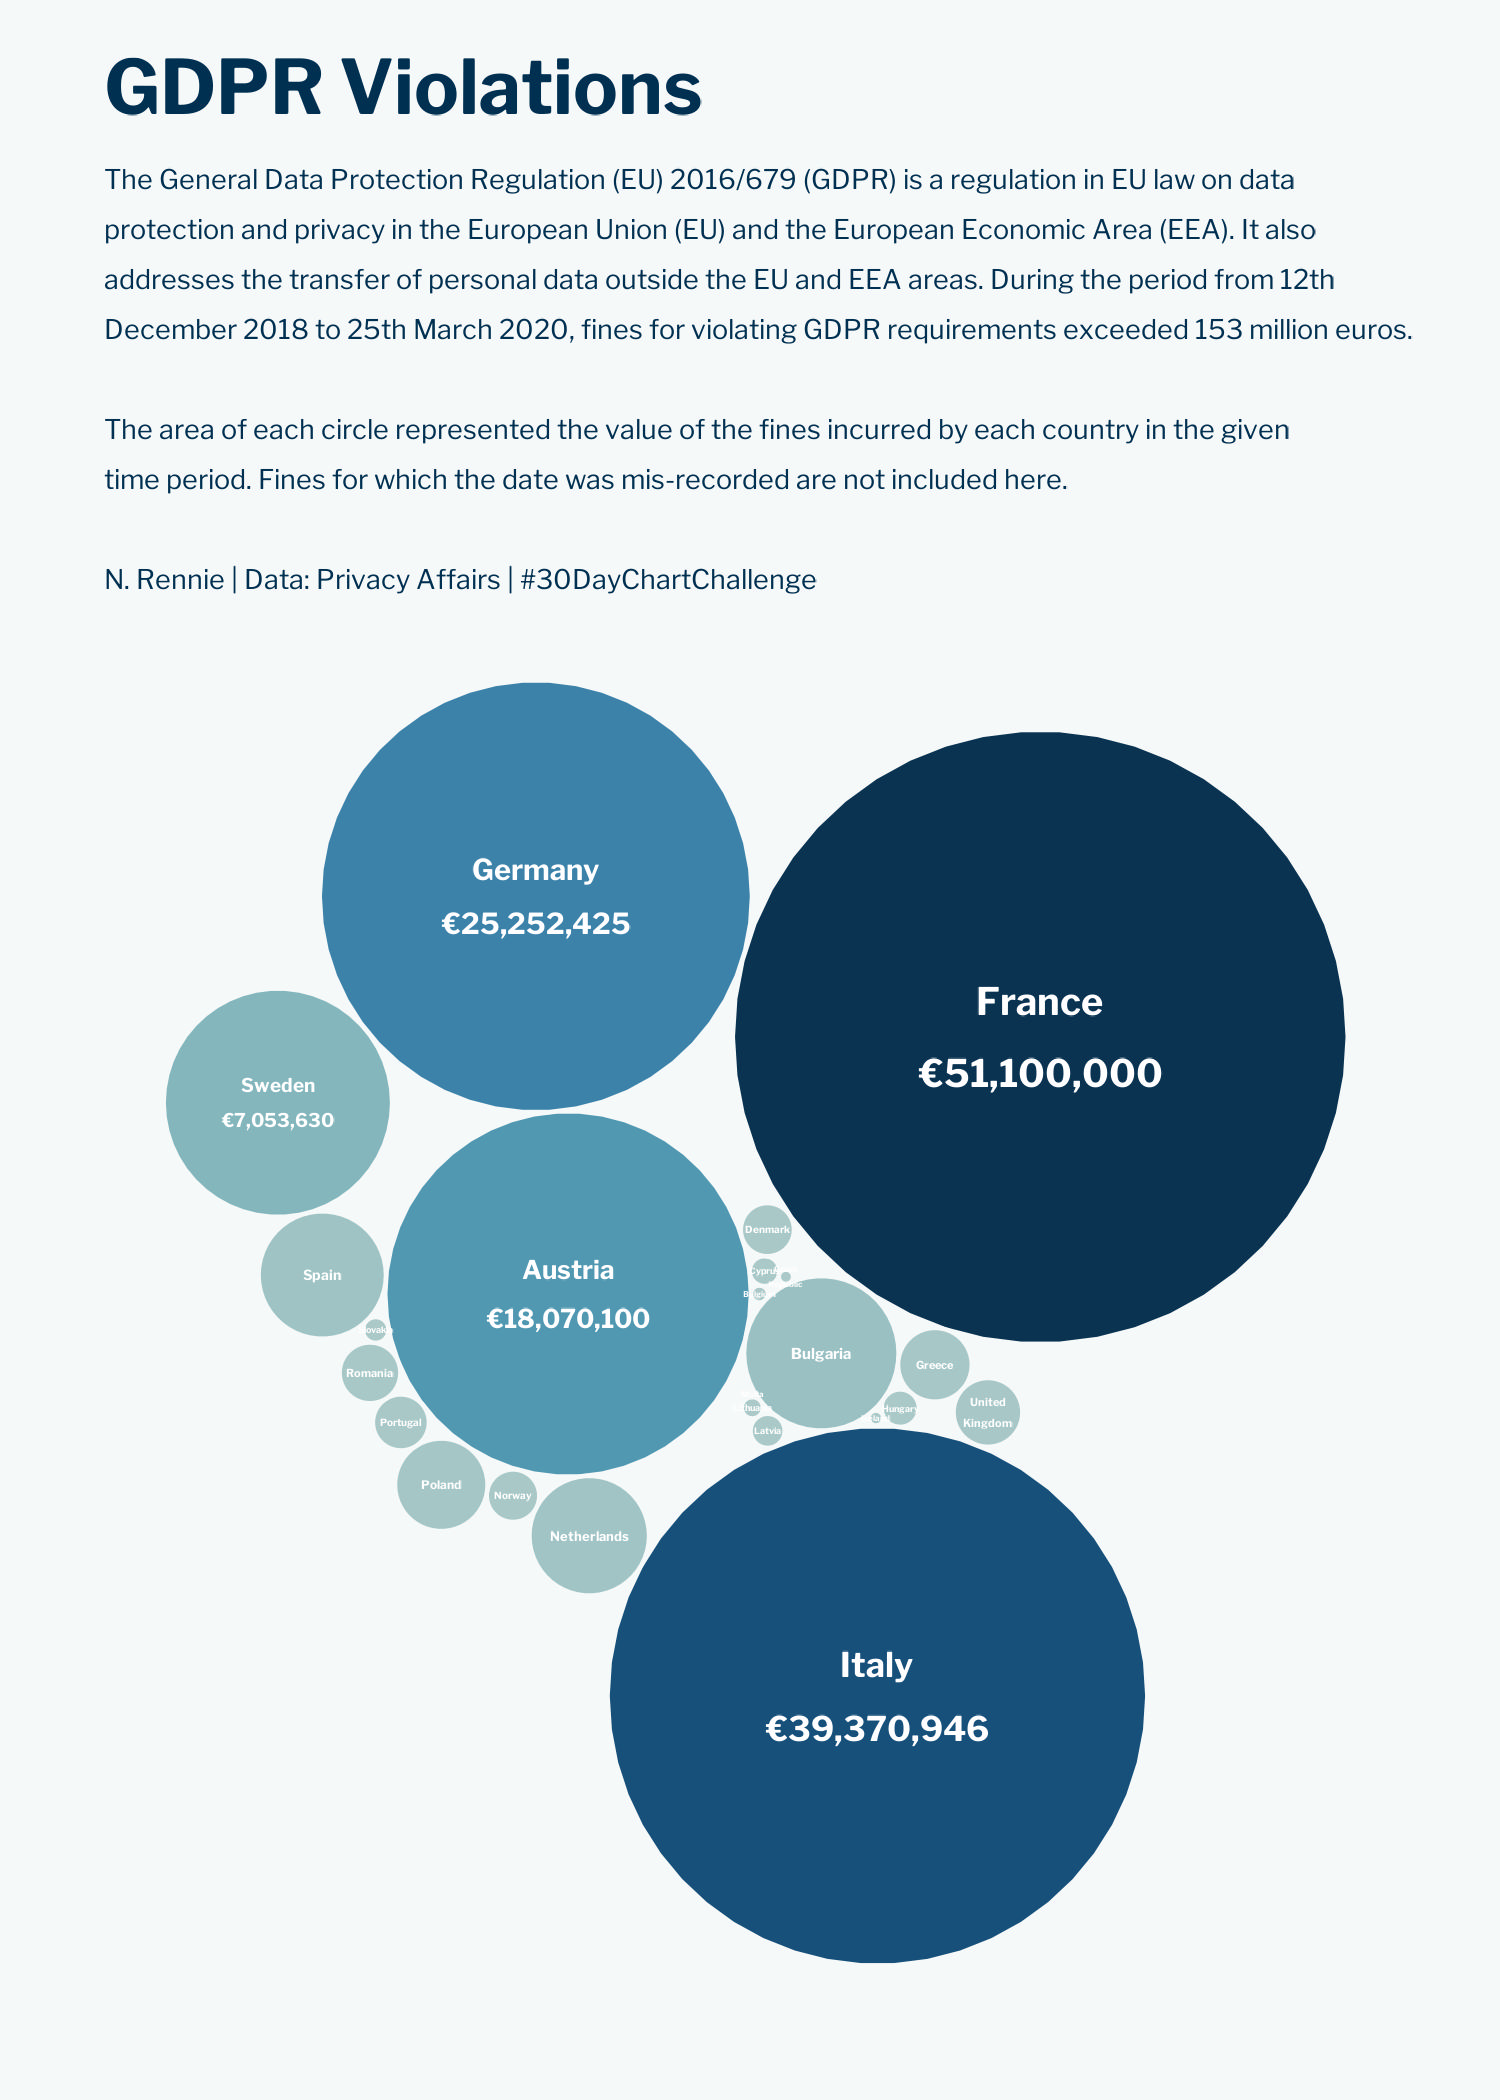 GDPR Violations
The General Data Protection Regulation (EU) 2016/679 (GDPR) is a regulation in EU law on data
protection and privacy in the European Union (EU) and the European Economic Area (EEA). It also
addresses the transfer of personal data outside the EU and EEA areas. During the period from 12th
December 2018 to 25th March 2020, fines for violating GDPR requirements exceeded 153 million euros.
The area of each circle represented the value of the fines incurred by each country in the given
time period. Fines for which the date was mis-recorded are not included here.
N. Rennie | Data: Privacy Affairs | #30DayChartChallenge
Germany
€25,252,425
France
€51,100,000
Sweden
€7,053,630
Austria
€18,070,100
Denmark
Spain
Bulgaria
Romania
Greece
United
Kingdom
Hungary
Portugal
Latvia
Poland
Norway
Netherlands
Italy
€39,370,946